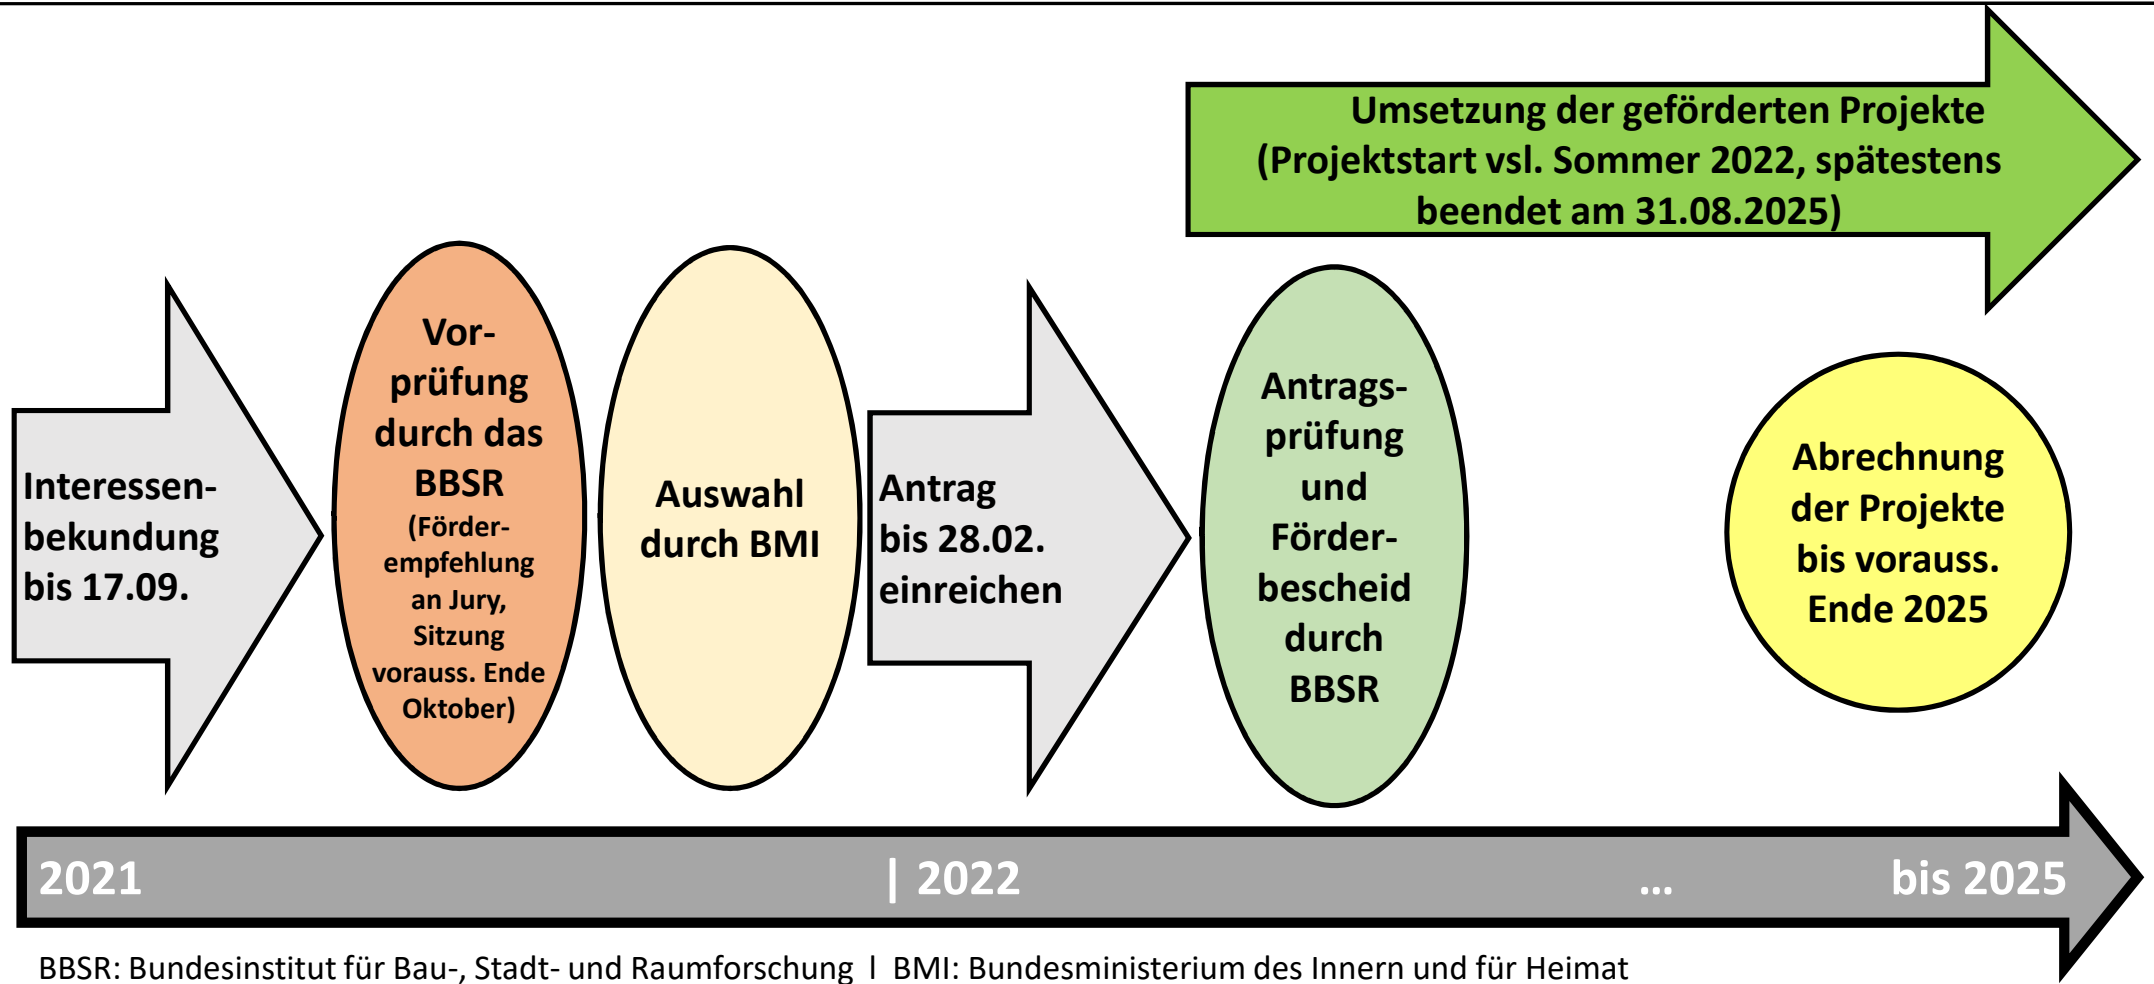 Umsetzung der geförderten Projekte
(Projektstart vsl. Sommer 2022, spätestens
beendet am 31.08.2025)
Interessen-
bekundung
bis 17.09.
Vor-
prüfung
durch das
BBSR
(Förder-
empfehlung
an Jury,
Sitzung
vorauss. Ende
Oktober)
Auswahl
durch BMI
Antrag
bis 28.02.
einreichen
Antrags-
prüfung
und
Förder-
bescheid
durch
BBSR
Abrechnung
der Projekte
bis vorauss.
Ende 2025
2021 | 2022 ... bis 2025
BBSR: Bundesinstitut für Bau-, Stadt- und Raumforschung l BMI: Bundesministerium des Innern und für Heimat